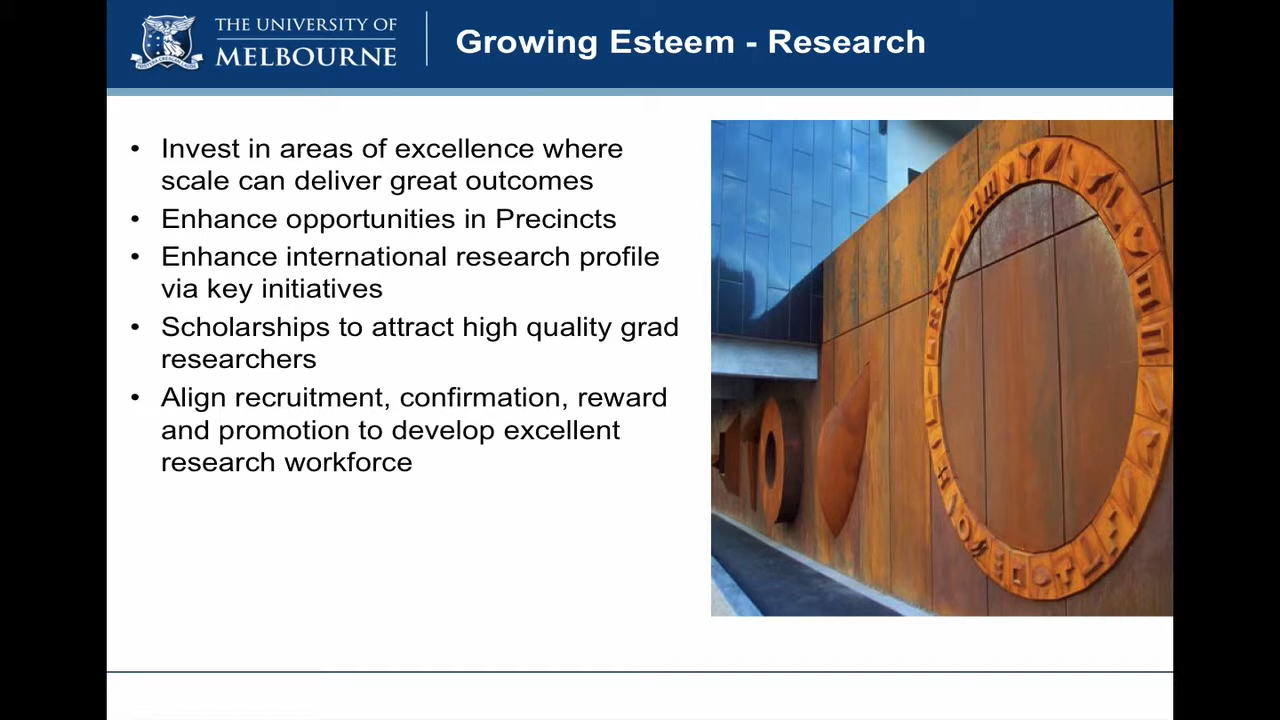 THE UNIVERSITY OF
MELBOURNE
Growing Esteem - Research
• Invest in areas of excellence where
scale can deliver great outcomes
• Enhance opportunities in Precincts
• Enhance international research profile
via key initiatives
• Scholarships to attract high quality grad
researchers
• Align recruitment, confirmation, reward
and promotion to develop excellent
research workforce